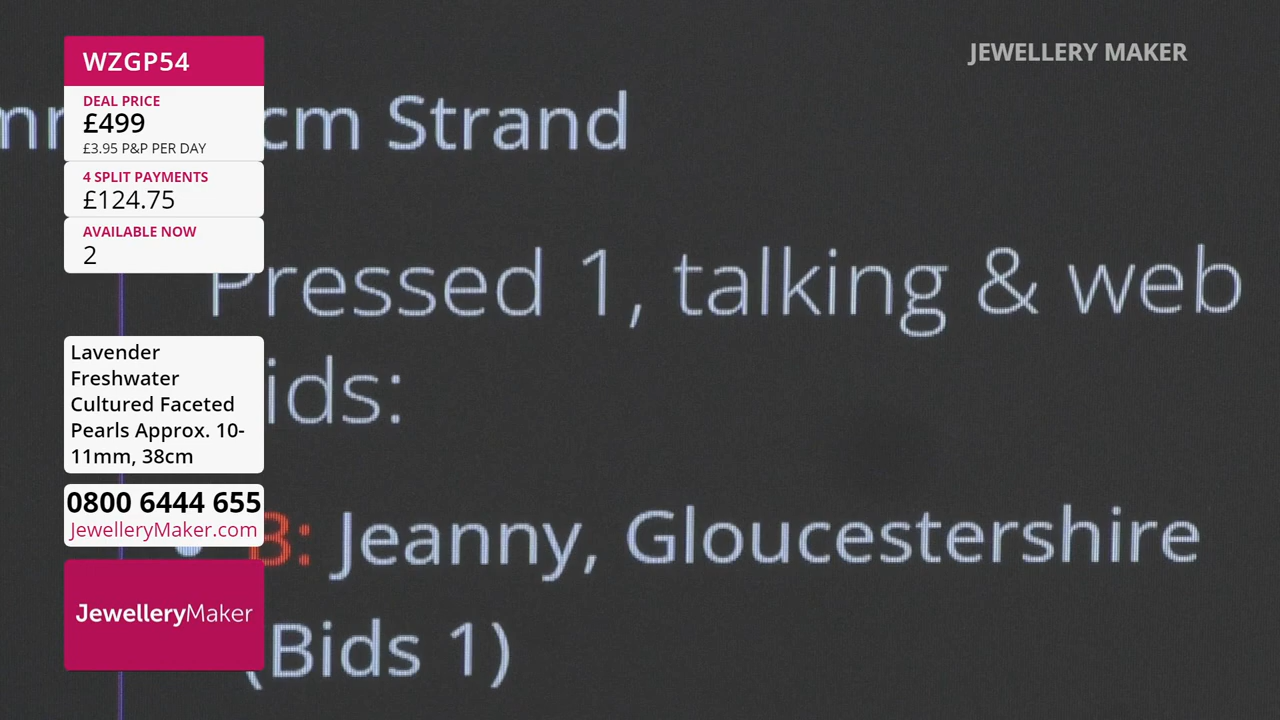 WZGP54
DEAL PRICE
£499
£3.95 P&P PER DAY
4 SPLIT PAYMENTS
£124.75
AVAILABLE NOW
2
Lavender
Freshwater
Cultured Faceted
Pearls Approx. 10-
11mm, 38cm
0800 6444 655
JewelleryMaker.com
JewelleryMaker
JEWELLERY MAKER
cm Strand
Pressed 1, talking & web
ids:
B: Jeanny, Gloucestershire
(Bids 1)